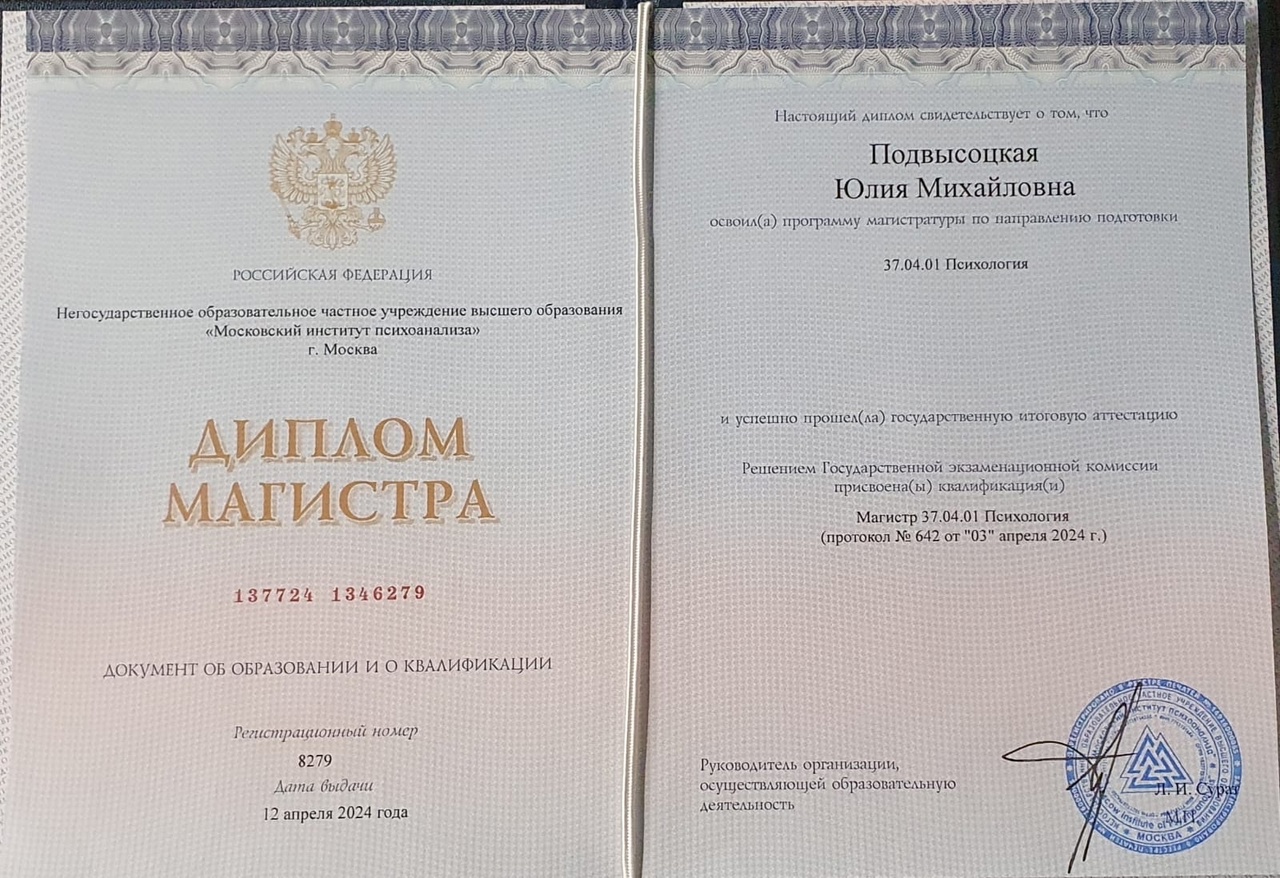 РОССИЙСКАЯ ФЕДЕРАЦИЯ
Негосударственное образовательное частное учреждение высшего образования
«Московский институт психоанализа»
г. Москва
ДИПЛОМ
МАГИСТРА
137724 1346279
ДОКУМЕНТ ОБ ОБРАЗОВАНИИ И О КВАЛИФИКАЦИИ
Регистрационный номер
8279
Дата выдачи
12 апреля 2024 года
Настоящий диплом свидетельствует о том, что
Подвысоцкая
Юлия Михайловна
освоил(а) программу магистратуры по направлению подготовки
37.04.01 Психология
и успешно прошел(ла) государственную итоговую аттестацию
Решением Государственной экзаменационной комиссии
присвоена(ы) квалификация(и)
Магистр 37.04.01 Психология
(протокол № 642 от "03" апреля 2024 г.)
Руководитель организации,
осуществляющей образовательную
деятельность
Л. И. Сурат
М.П.
МОСКВА